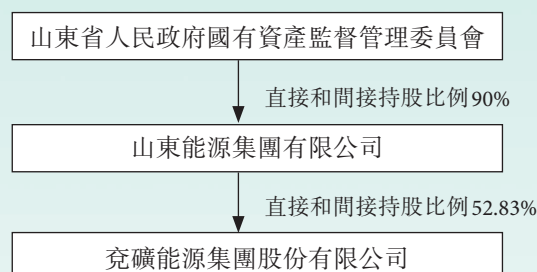 山東省人民政府國有資產監督管理委員會
直接和間接持股比例90%
山東能源集團有限公司
直接和間接持股比例52.83%
兗礦能源集團股份有限公司